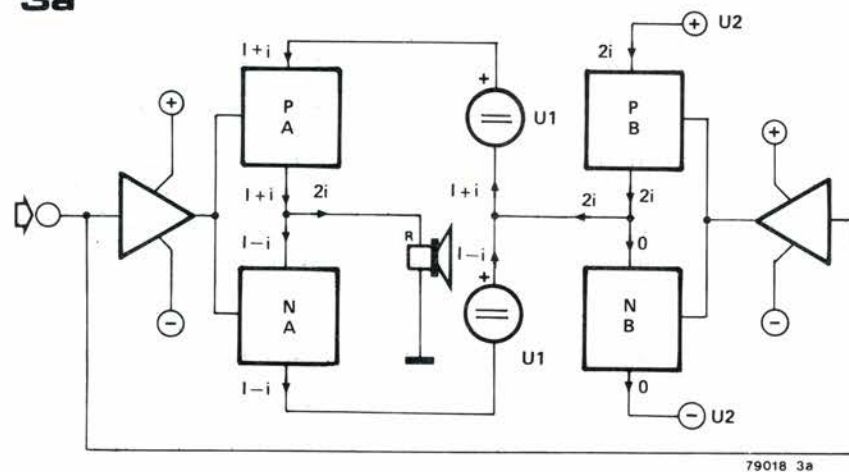 3a
I+i
2i
+
U2
P
A
+
U1
P
B
+
+
I+i
2i
I+i
2i
2i
I−i
R
I−i
0
N
A
+
N
B
−
U1
−
I−i
0
−
U2
79018 3a